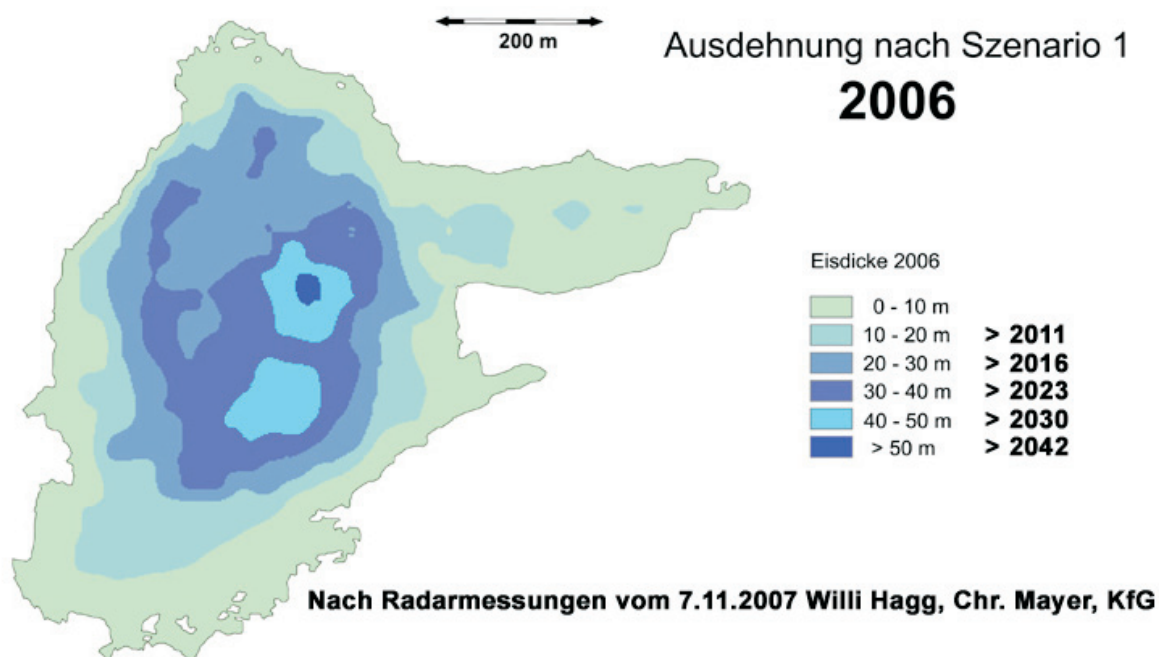 200 m
Ausdehnung nach Szenario 1
2006
Eisdicke 2006
0 - 10 m
10 - 20 m > 2011
20 - 30 m > 2016
30 - 40 m > 2023
40 - 50 m > 2030
> 50 m > 2042
Nach Radarmessungen vom 7.11.2007 Willi Hagg, Chr. Mayer, KfG